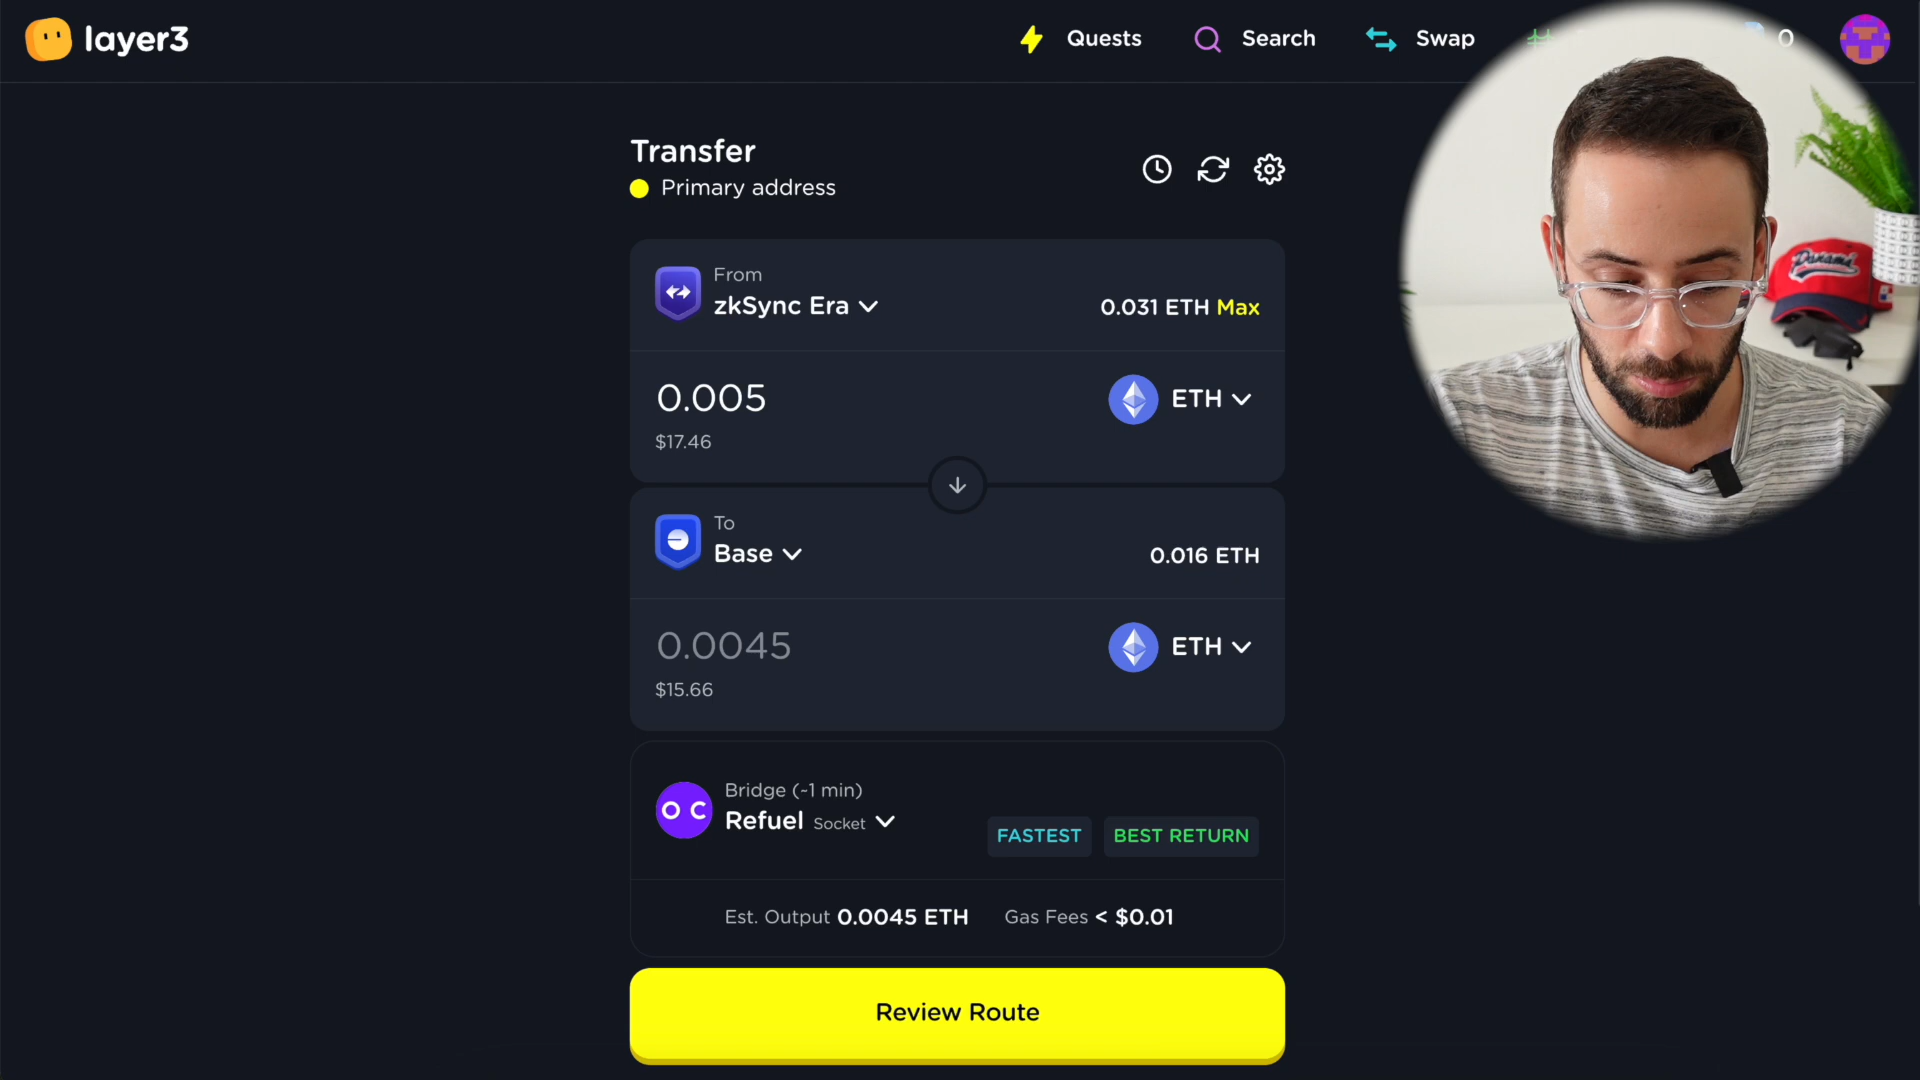 layer3
Quests
Search
Swap
0
Transfer
Primary address
From
zkSync Era
0.031 ETH Max
0.005
ETH
$17.46
To
Base
0.016 ETH
0.0045
ETH
$15.66
Bridge (~1 min)
Refuel Socket
FASTEST
BEST RETURN
Est. Output 0.0045 ETH
Gas Fees < $0.01
Review Route
Panamá